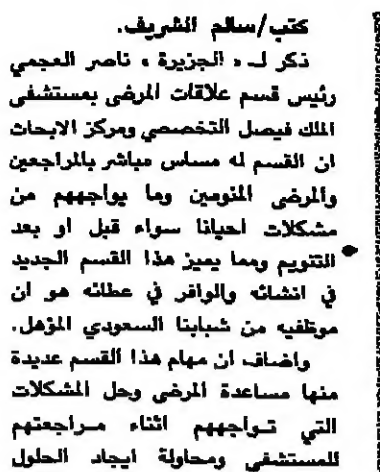 كتب/سالم الشريف.
ذكر لـ « الجزيرة » ناصر العجمي
رئيس قسم علاقات المرضى بمستشفى
الملك فيصل التخصصي ومركز الابحاث
ان القسم له مساس مباشر بالمراجعين
والمرضى المنومين وما يواجههم من
مشكلات احيانا سواء قبل او بعد
التنويم ومما يميز هذا القسم الجديد
في انشائه والوافر في عطائه هو ان
موظفيه من شبابنا السعودي المؤهل.
واضاف ان مهام هذا القسم عديدة
منها مساعدة المرضى وحل المشكلات
التي تواجههم اثناء مراجعتهم
للمستشفى ومحاولة ايجاد الحلول